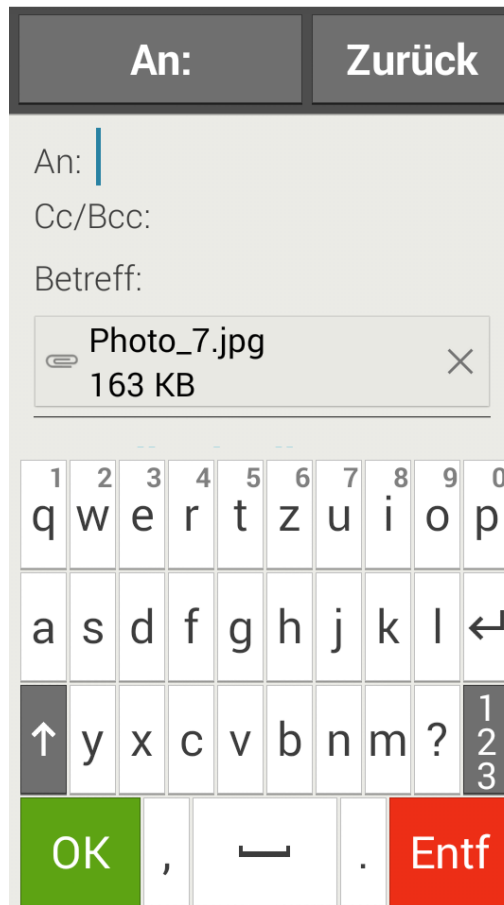 An: Zurück
An:
Cc/Bcc:
Betreff:
Photo_7.jpg
163 KB
1 2 3 4 5 6 7 8 9 0
q w e r t z u i o p
a s d f g h j k l ↵
↑ y x c v b n m ? 1 2 3
OK , . Entf